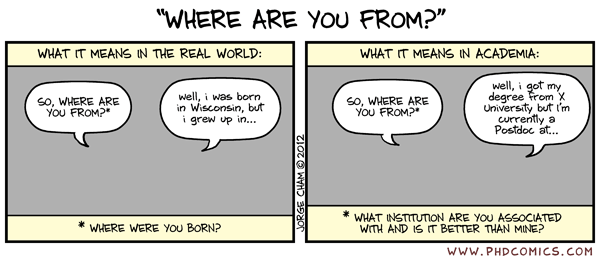 "WHERE ARE YOU FROM?"
WHAT IT MEANS IN THE REAL WORLD:
SO, WHERE ARE
YOU FROM?*
well, i was born
in Wisconsin, but
i grew up in...
* WHERE WERE YOU BORN?
JORGE CHAM © 2012
WHAT IT MEANS IN ACADEMIA:
SO, WHERE ARE
YOU FROM?*
well, i got my
degree from X
University but I'm
currently a
Postdoc at...
* WHAT INSTITUTION ARE YOU ASSOCIATED
WITH AND IS IT BETTER THAN MINE?
WWW.PHDCOMICS.COM